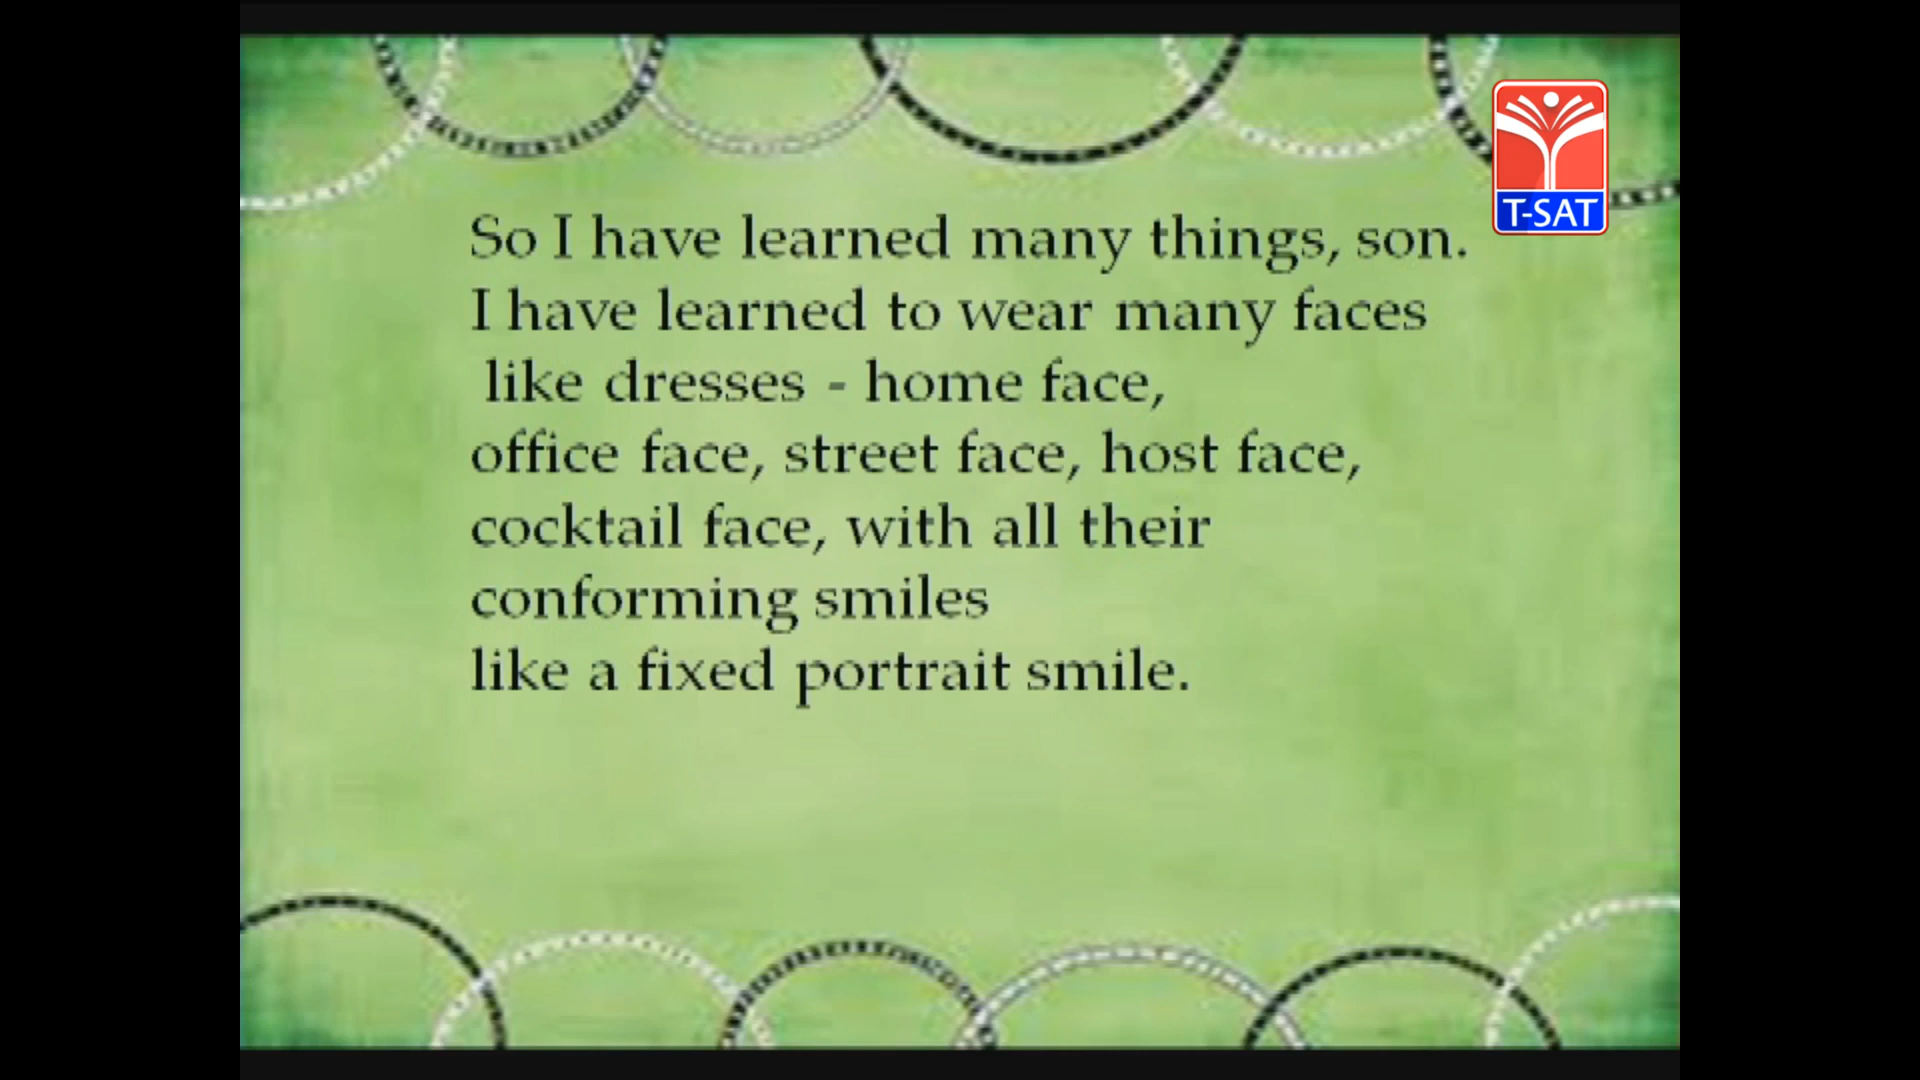 So I have learned many things, son.
I have learned to wear many faces
like dresses - home face,
office face, street face, host face,
cocktail face, with all their
conforming smiles
like a fixed portrait smile.
T-SAT